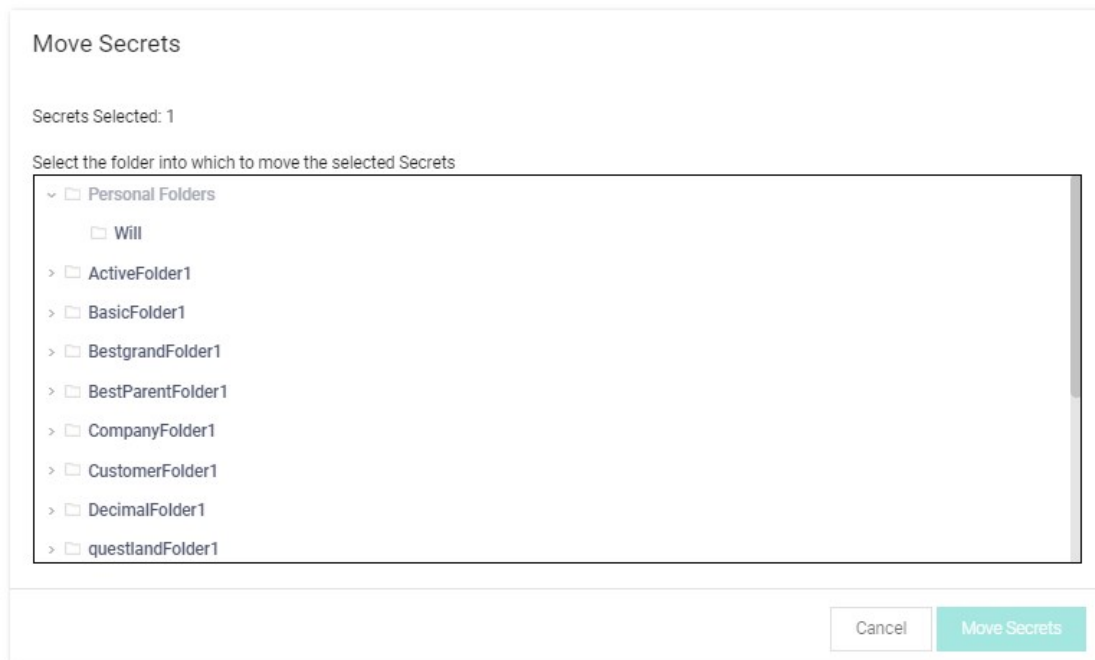 Move Secrets
Secrets Selected: 1
Select the folder into which to move the selected Secrets
Personal Folders
Will
ActiveFolder1
BasicFolder1
BestgrandFolder1
BestParentFolder1
CompanyFolder1
CustomerFolder1
DecimalFolder1
questlandFolder1
Cancel Move Secrets